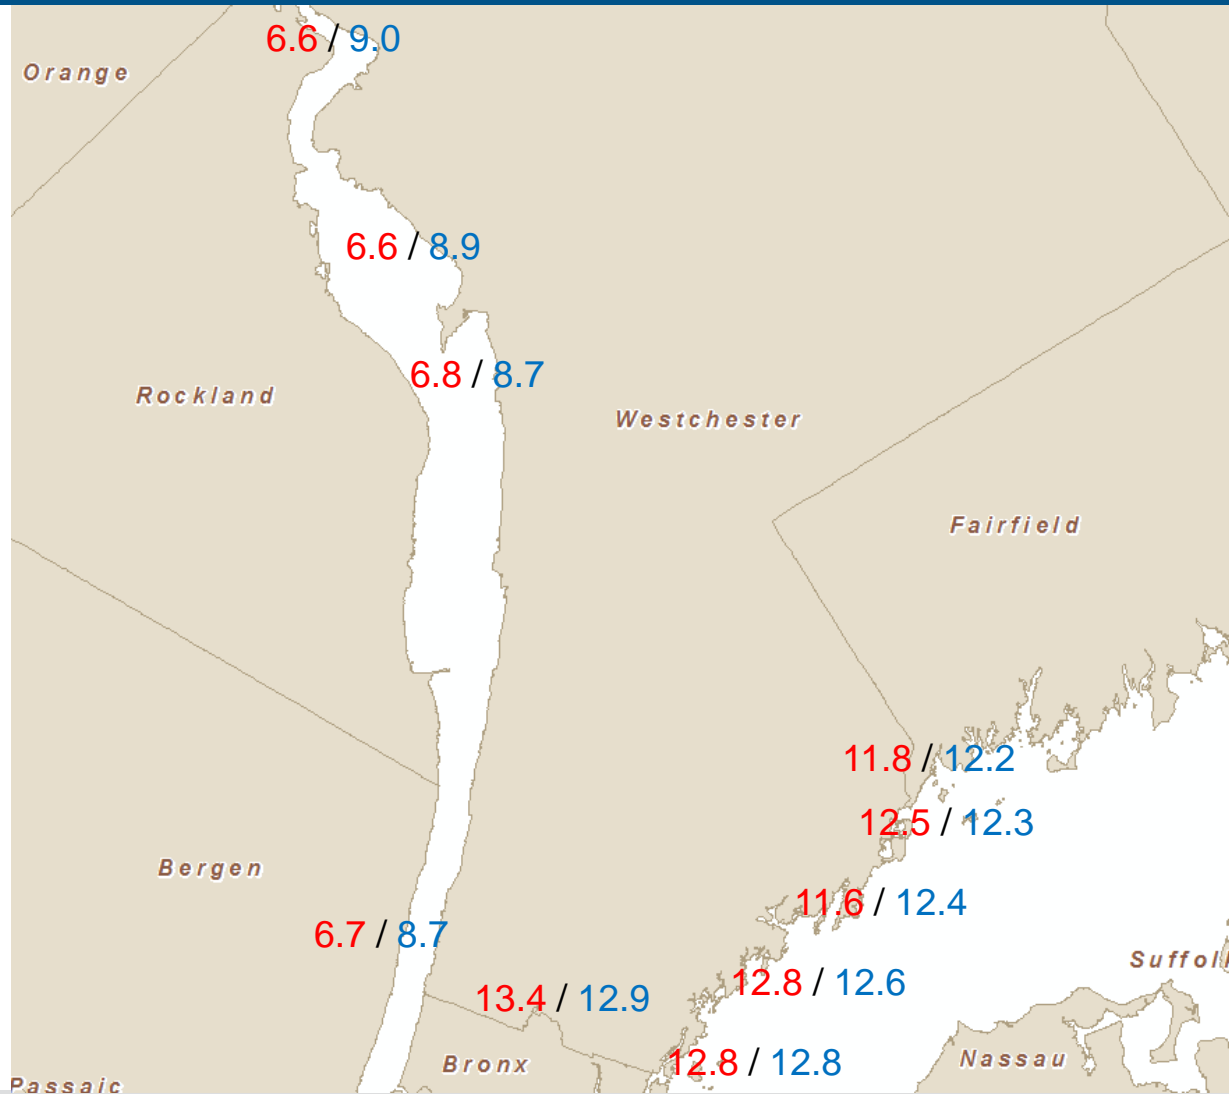 6.6 / 9.0
Orange
6.6 / 8.9
6.8 / 8.7
Rockland
Westchester
Fairfield
11.8 / 12.2
12.5 / 12.3
Bergen
11.6 / 12.4
6.7 / 8.7
Suffol
12.8 / 12.6
13.4 / 12.9
Nassau
Bronx
12.8 / 12.8
Passaic